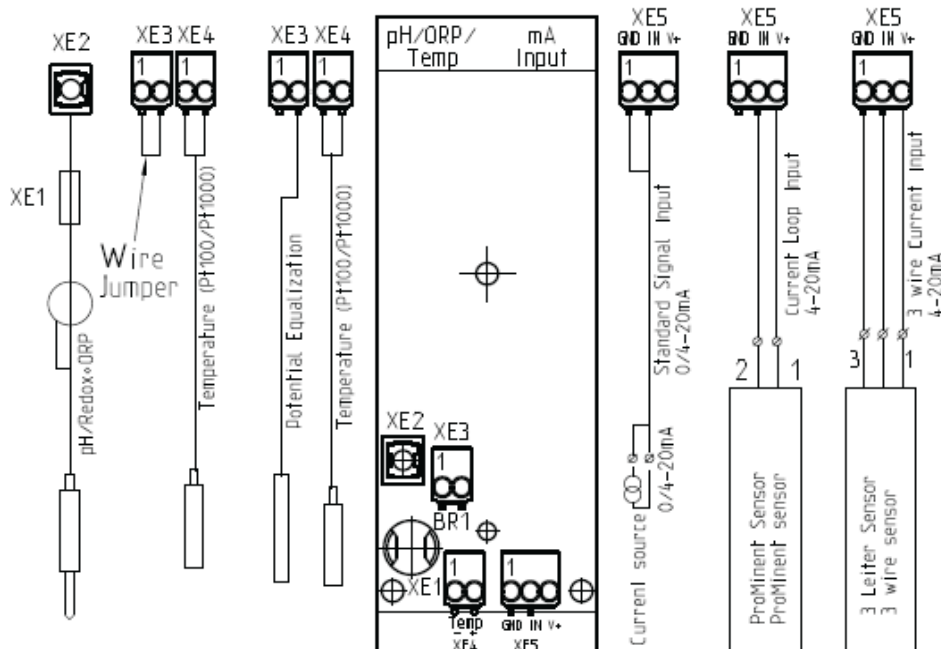 XE2
XE1
pH/Redox+ORP
XE3 XE4
1 1
Wire
Jumper
Temperature (Pt100/Pt1000)
XE3 XE4
1 1
Potential Equalization
Temperature (Pt100/Pt1000)
pH/ORP/ mA
Temp Input
XE2
XE3
1
BR1
XE1
1
Temp
- +
XE4
1
GND IN V+
XE5
XE5
GND IN V+
1
Standard Signal Input
0/4-20mA
0/4-20mA
Current source
XE5
GND IN V+
1
Current Loop Input
4-20mA
2 1
ProMinent Sensor
ProMinent sensor
XE5
GND IN V+
1
3 wire Current Input
4-20mA
3 1
3 Leiter Sensor
3 wire sensor